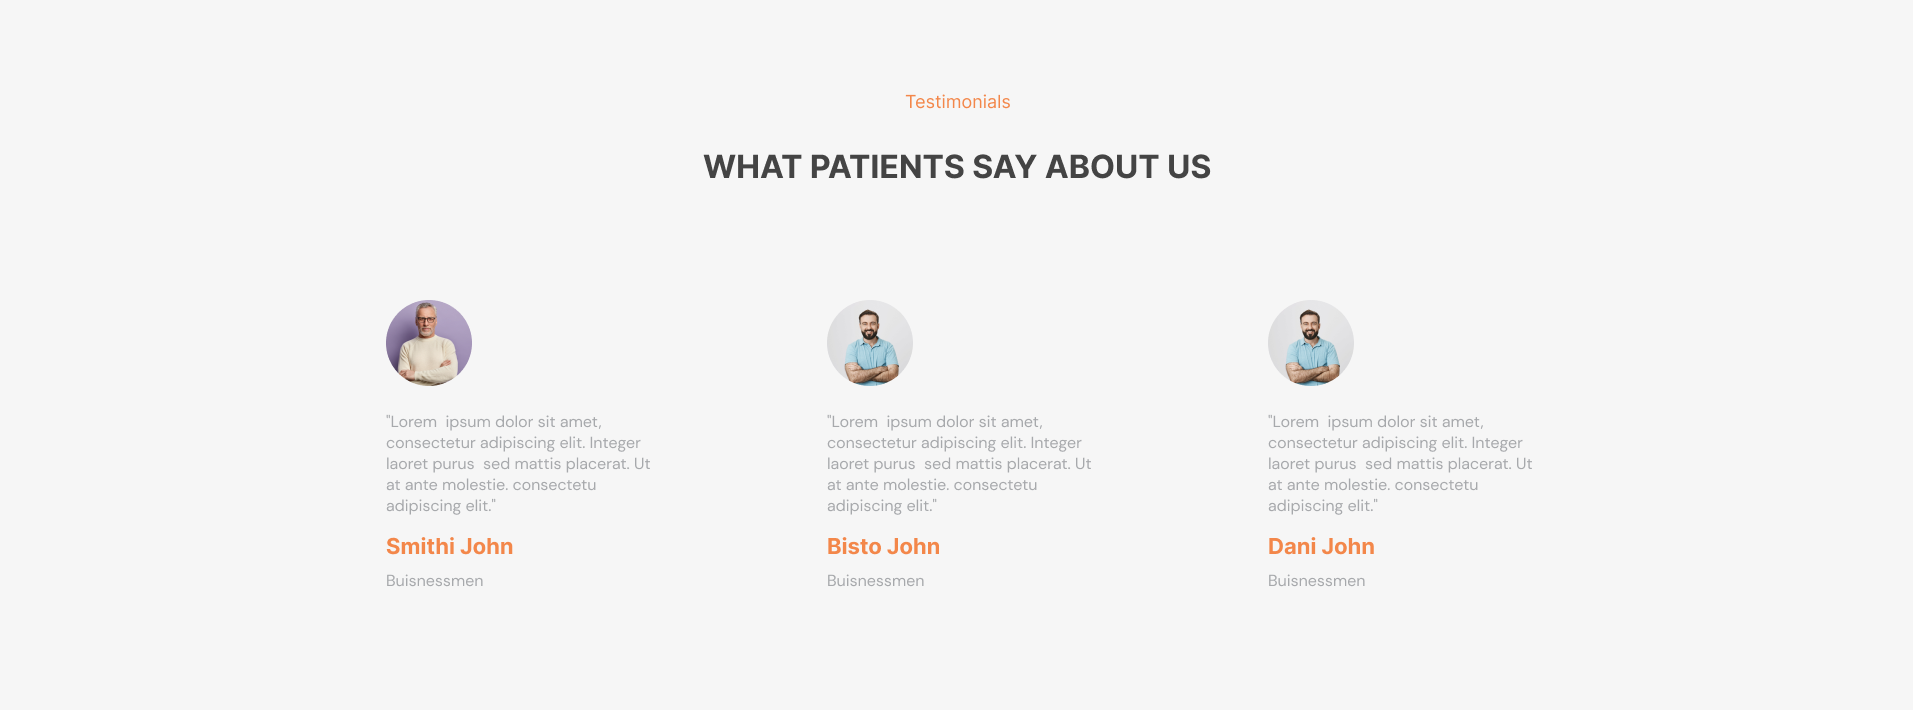 Testimonials
WHAT PATIENTS SAY ABOUT US
"Lorem  ipsum dolor sit amet,
consectetur adipiscing elit. Integer
laoret purus  sed mattis placerat. Ut
at ante molestie. consectetu
adipiscing elit."
Smithi John
Buisnessmen
"Lorem  ipsum dolor sit amet,
consectetur adipiscing elit. Integer
laoret purus  sed mattis placerat. Ut
at ante molestie. consectetu
adipiscing elit."
Bisto John
Buisnessmen
"Lorem  ipsum dolor sit amet,
consectetur adipiscing elit. Integer
laoret purus  sed mattis placerat. Ut
at ante molestie. consectetu
adipiscing elit."
Dani John
Buisnessmen